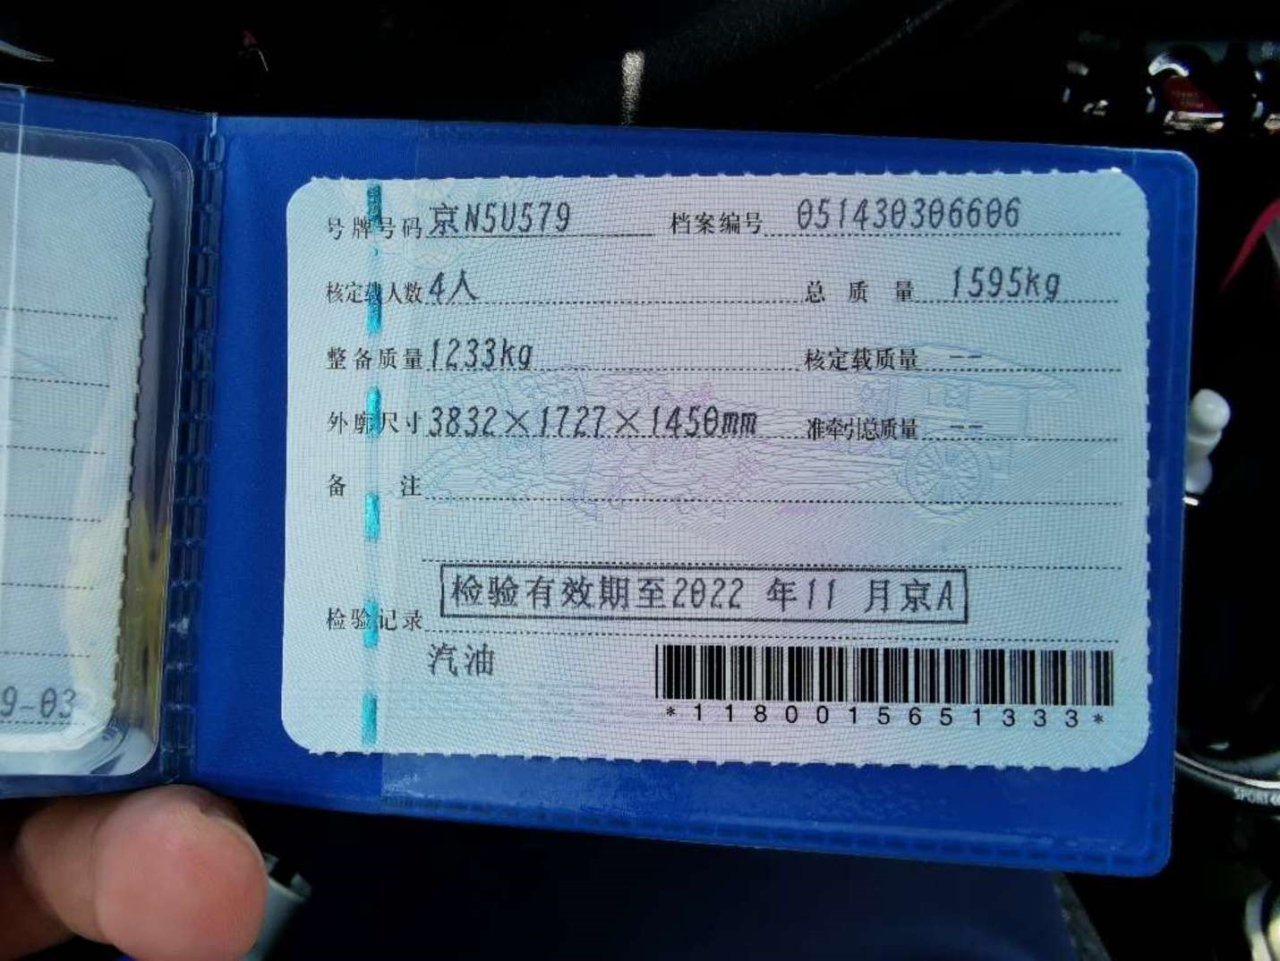 号牌号码 京N5U579 档案编号 051430306606
核定载人数 4人 总质量 1595kg
整备质量 1233kg 核定载质量 --
外廓尺寸 3832×1727×1450mm 准牵引总质量 --
备 注
检验有效期至2022 年11 月京A
检验记录
汽油
*1180015651333*
9-03
SPORT